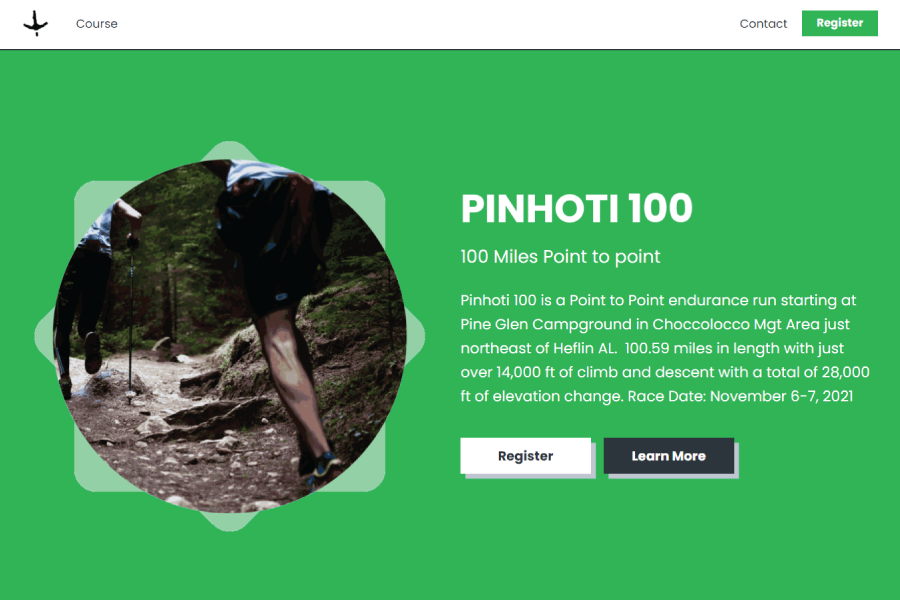 Course
Contact
Register
PINHOTI 100
100 Miles Point to point
Pinhoti 100 is a Point to Point endurance run starting at
Pine Glen Campground in Choccolocco Mgt Area just
northeast of Heflin AL.  100.59 miles in length with just
over 14,000 ft of climb and descent with a total of 28,000
ft of elevation change. Race Date: November 6-7, 2021
Register
Learn More